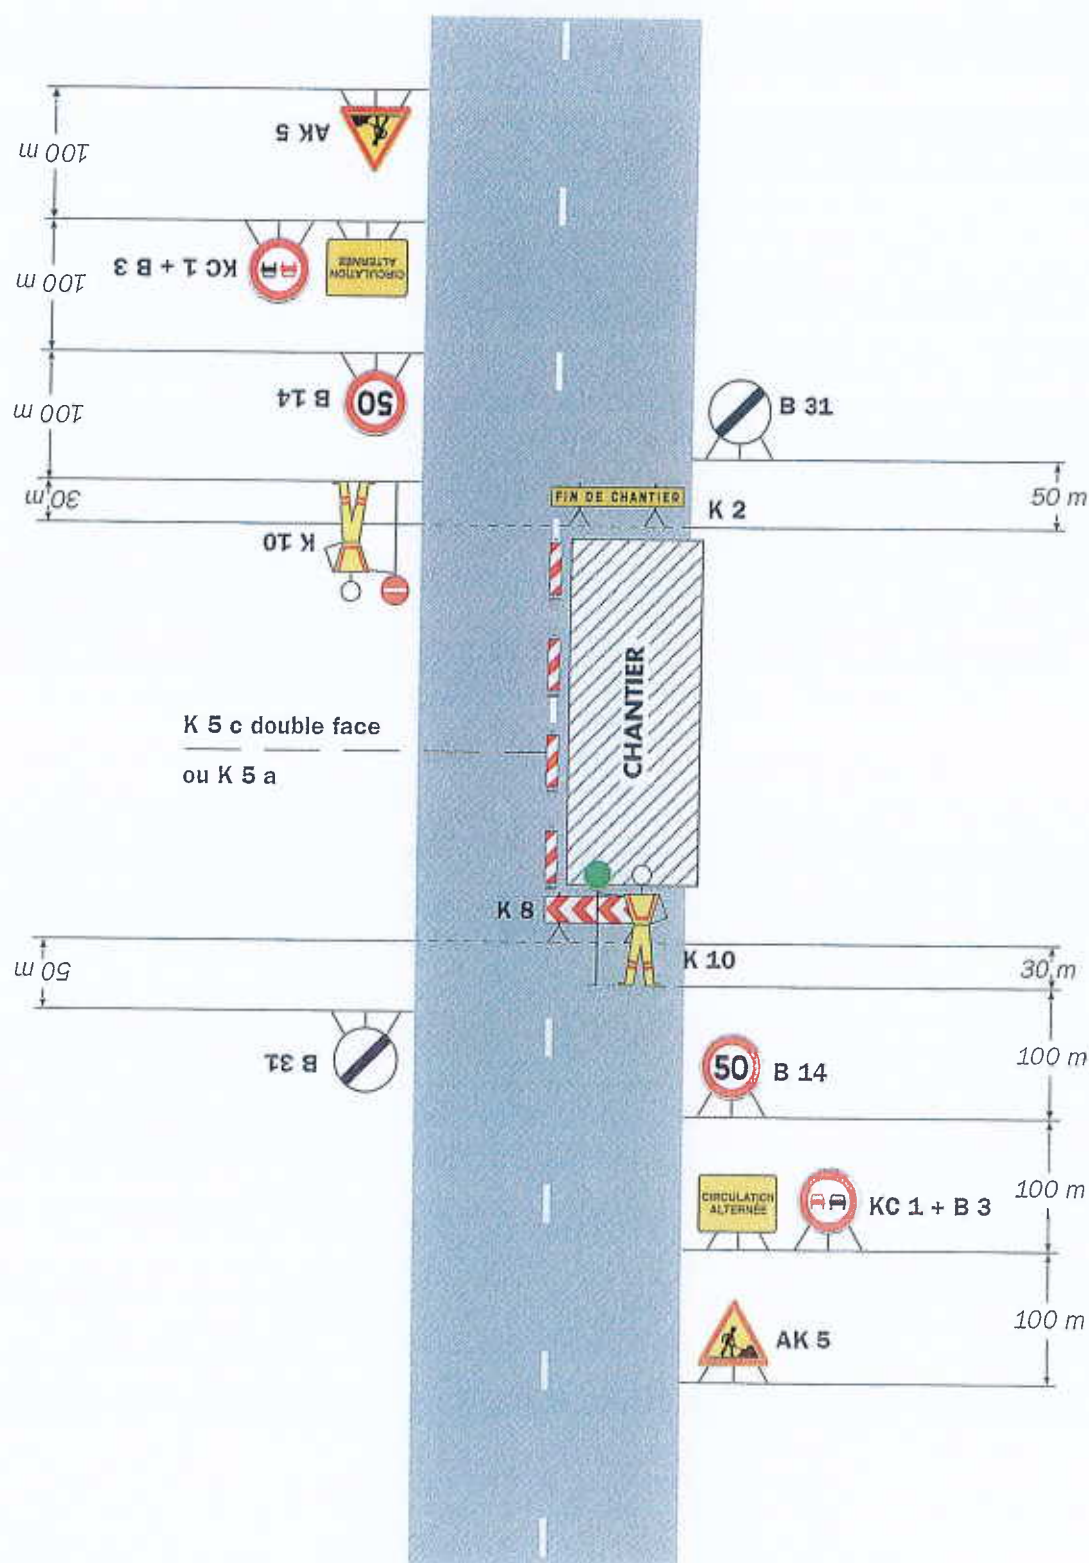 100 m
AK 5
100 m
KC 1 + B 3
CIRCULATION
ALTERNÉE
100 m
B 14
50
B 31
30 m
K 10
FIN DE CHANTIER
K 2
50 m
CHANTIER
K 5 c double face
ou K 5 a
K 8
K 10
30 m
50 m
B 31
50
B 14
100 m
CIRCULATION
ALTERNÉE
KC 1 + B 3
100 m
AK 5
100 m